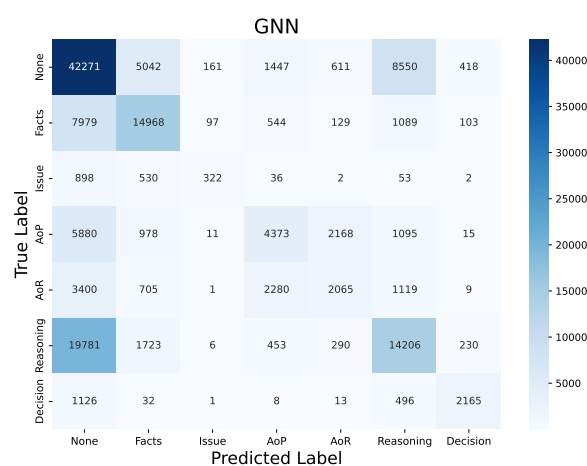 GNN
None 42271 5042 161 1447 611 8550 418
Facts 7979 14968 97 544 129 1089 103
Issue 898 530 322 36 2 53 2
AoP 5880 978 11 4373 2168 1095 15
AoR 3400 705 1 2280 2065 1119 9
Reasoning 19781 1723 6 453 290 14206 230
Decision 1126 32 1 8 13 496 2165
None Facts Issue AoP AoR Reasoning Decision
True Label
Predicted Label
40000
35000
30000
25000
20000
15000
10000
5000